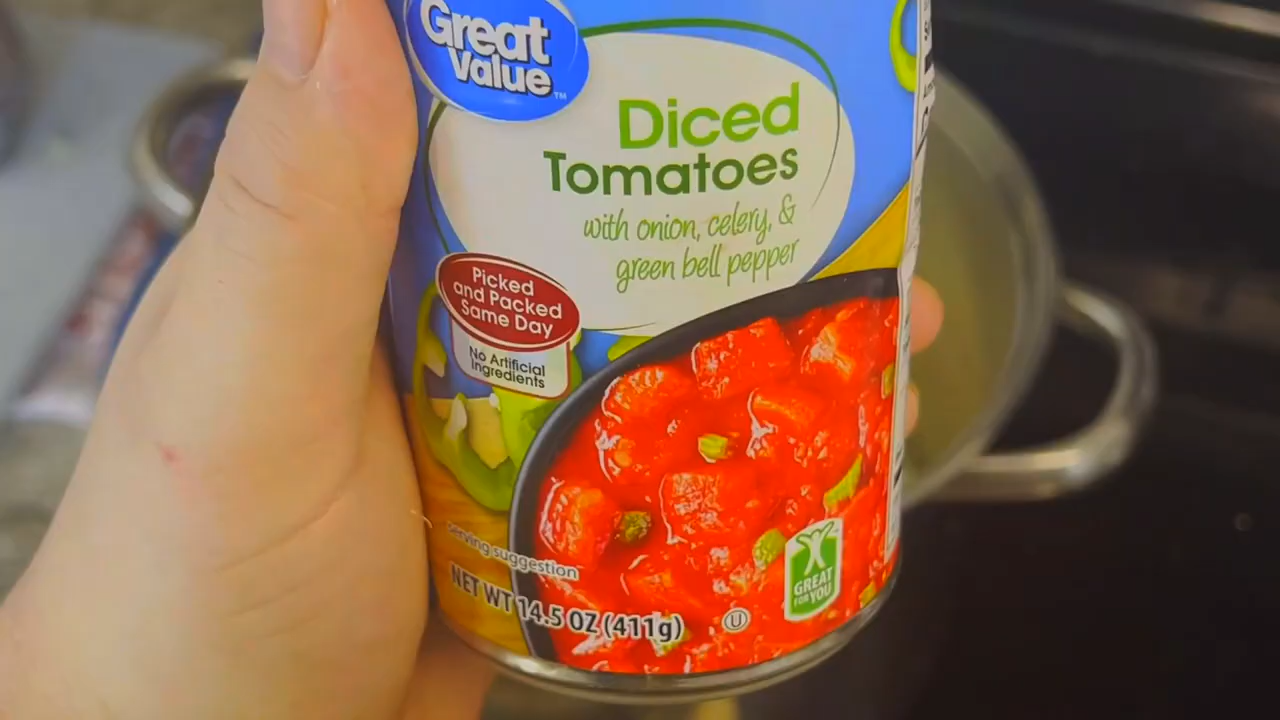 Great
Value™
Diced
Tomatoes
with onion, celery, &
green bell pepper
Picked
and Packed
Same Day
No Artificial
Ingredients
serving suggestion
NET WT 14.5 OZ (411g)
U
GREAT
FOR YOU